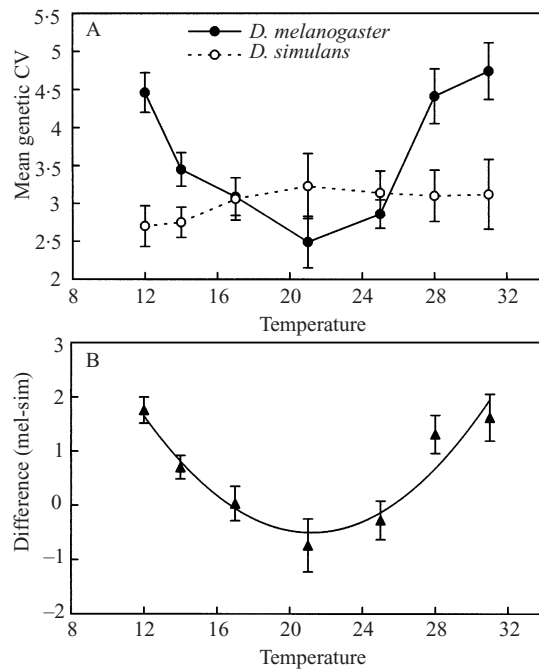 A
D. melanogaster
D. simulans
Mean genetic CV
5·5
5
4·5
4
3·5
3
2·5
2
8 12 16 20 24 28 32
Temperature
B
Difference (mel-sim)
3
2
1
0
−1
−2
8 12 16 20 24 28 32
Temperature